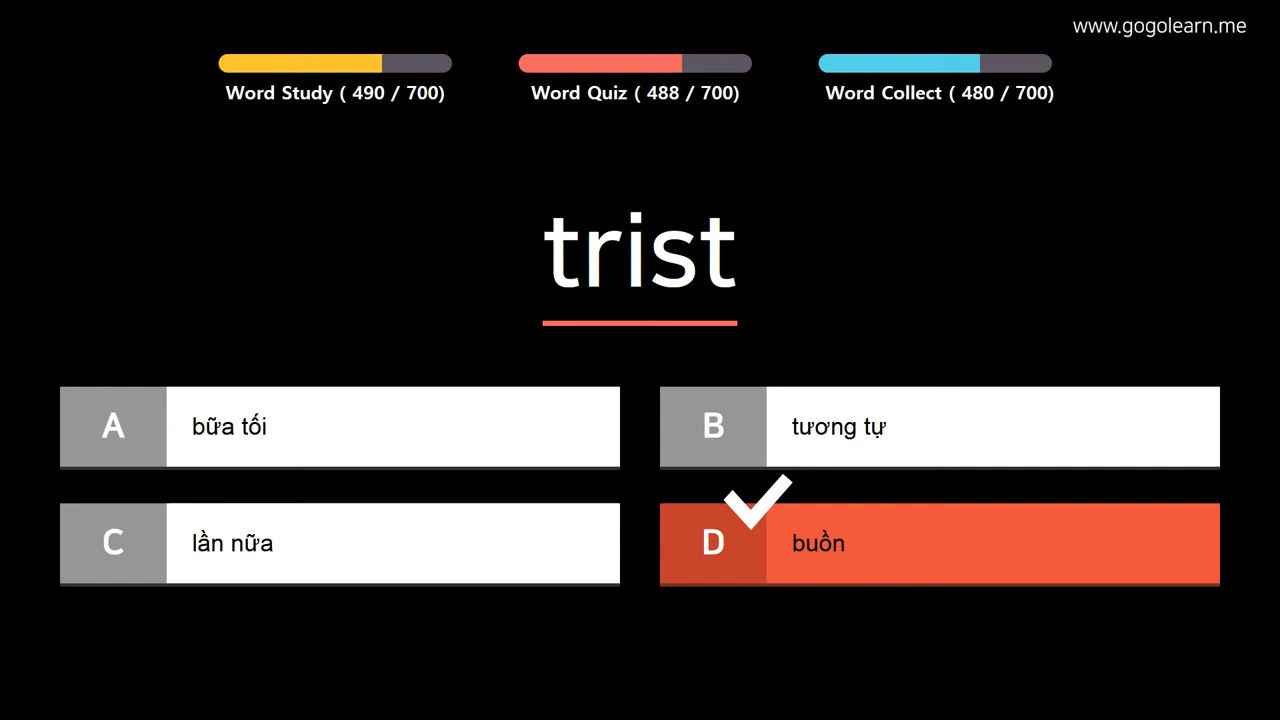 www.gogolearn.me
Word Study ( 490 / 700)
Word Quiz ( 488 / 700)
Word Collect ( 480 / 700)
trist
A bữa tối
B tương tự
C lần nữa
D buồn